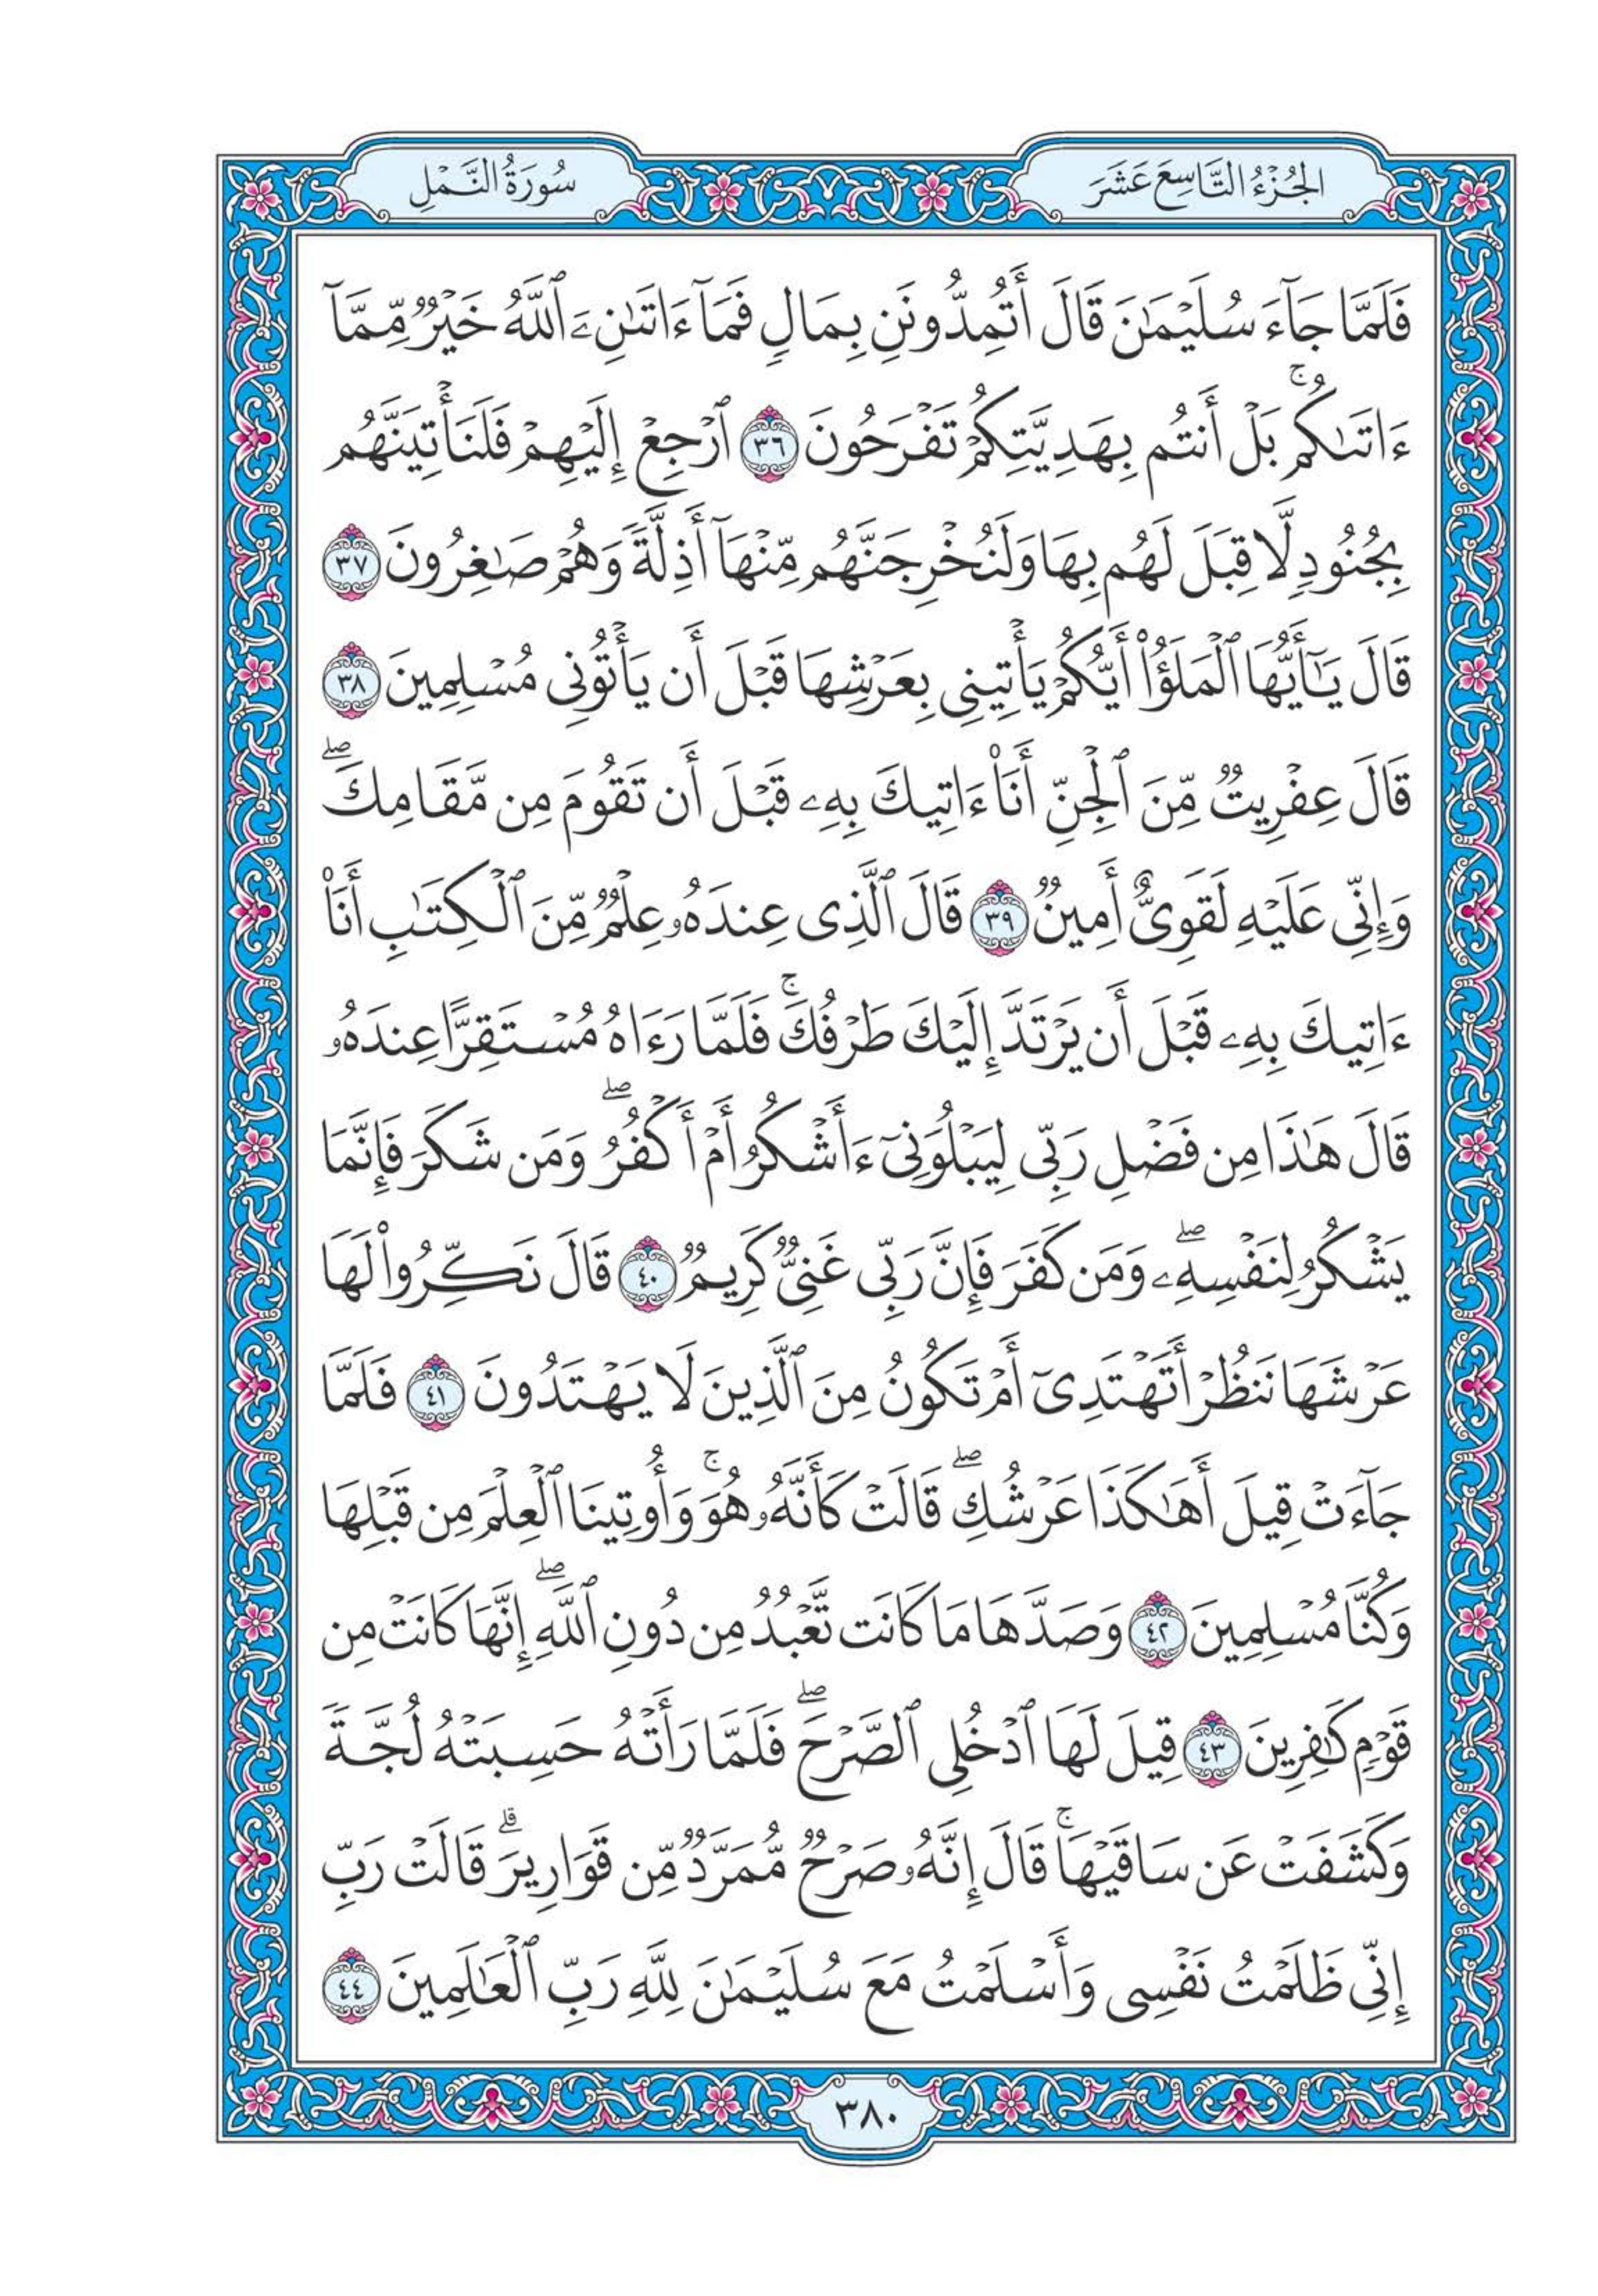 الجُزْءُ التَّاسِعَ عَشَرَ
سُورَةُ النَّمْلِ
فَلَمَّا جَآءَ سُلَيْمَٰنَ قَالَ أَتُمِدُّونَنِ بِمَالٍ فَمَآ ءَاتَىٰنِۦَ ٱللَّهُ خَيْرٌ مِّمَّآ
ءَاتَىٰكُمۚ بَلْ أَنتُم بِهَدِيَّتِكُمْ تَفْرَحُونَ ٣٦ ٱرْجِعْ إِلَيْهِمْ فَلَنَأْتِيَنَّهُم
بِجُنُودٍ لَّا قِبَلَ لَهُم بِهَا وَلَنُخْرِجَنَّهُم مِّنْهَآ أَذِلَّةً وَهُمْ صَٰغِرُونَ ٣٧
قَالَ يَٰٓأَيُّهَا ٱلْمَلَؤُا۟ أَيُّكُمْ يَأْتِينِى بِعَرْشِهَا قَبْلَ أَن يَأْتُونِى مُسْلِمِينَ ٣٨
قَالَ عِفْرِيتٌ مِّنَ ٱلْجِنِّ أَنَا۠ ءَاتِيكَ بِهِۦ قَبْلَ أَن تَقُومَ مِن مَّقَامِكَۖ
وَإِنِّى عَلَيْهِ لَقَوِىٌّ أَمِينٌ ٣٩ قَالَ ٱلَّذِى عِندَهُۥ عِلْمٌ مِّنَ ٱلْكِتَٰبِ أَنَا۠
ءَاتِيكَ بِهِۦ قَبْلَ أَن يَرْتَدَّ إِلَيْكَ طَرْفُكَۚ فَلَمَّا رَءَاهُ مُسْتَقِرًّا عِندَهُۥ
قَالَ هَٰذَا مِن فَضْلِ رَبِّى لِيَبْلُوَنِىٓ ءَأَشْكُرُ أَمْ أَكْفُرُۖ وَمَن شَكَرَ فَإِنَّمَا
يَشْكُرُ لِنَفْسِهِۦۖ وَمَن كَفَرَ فَإِنَّ رَبِّى غَنِىٌّ كَرِيمٌ ٤٠ قَالَ نَكِّرُوا۟ لَهَا
عَرْشَهَا نَنظُرْ أَتَهْتَدِىٓ أَمْ تَكُونُ مِنَ ٱلَّذِينَ لَا يَهْتَدُونَ ٤١ فَلَمَّا
جَآءَتْ قِيلَ أَهَٰكَذَا عَرْشُكِۖ قَالَتْ كَأَنَّهُۥ هُوَۚ وَأُوتِينَا ٱلْعِلْمَ مِن قَبْلِهَا
وَكُنَّا مُسْلِمِينَ ٤٢ وَصَدَّهَا مَا كَانَت تَّعْبُدُ مِن دُونِ ٱللَّهِۖ إِنَّهَا كَانَتْ مِن
قَوْمٍ كَٰفِرِينَ ٤٣ قِيلَ لَهَا ٱدْخُلِى ٱلصَّرْحَۖ فَلَمَّا رَأَتْهُ حَسِبَتْهُ لُجَّةً
وَكَشَفَتْ عَن سَاقَيْهَاۚ قَالَ إِنَّهُۥ صَرْحٌ مُّمَرَّدٌ مِّن قَوَارِيرَۗ قَالَتْ رَبِّ
إِنِّى ظَلَمْتُ نَفْسِى وَأَسْلَمْتُ مَعَ سُلَيْمَٰنَ لِلَّهِ رَبِّ ٱلْعَٰلَمِينَ ٤٤
٣٨٠